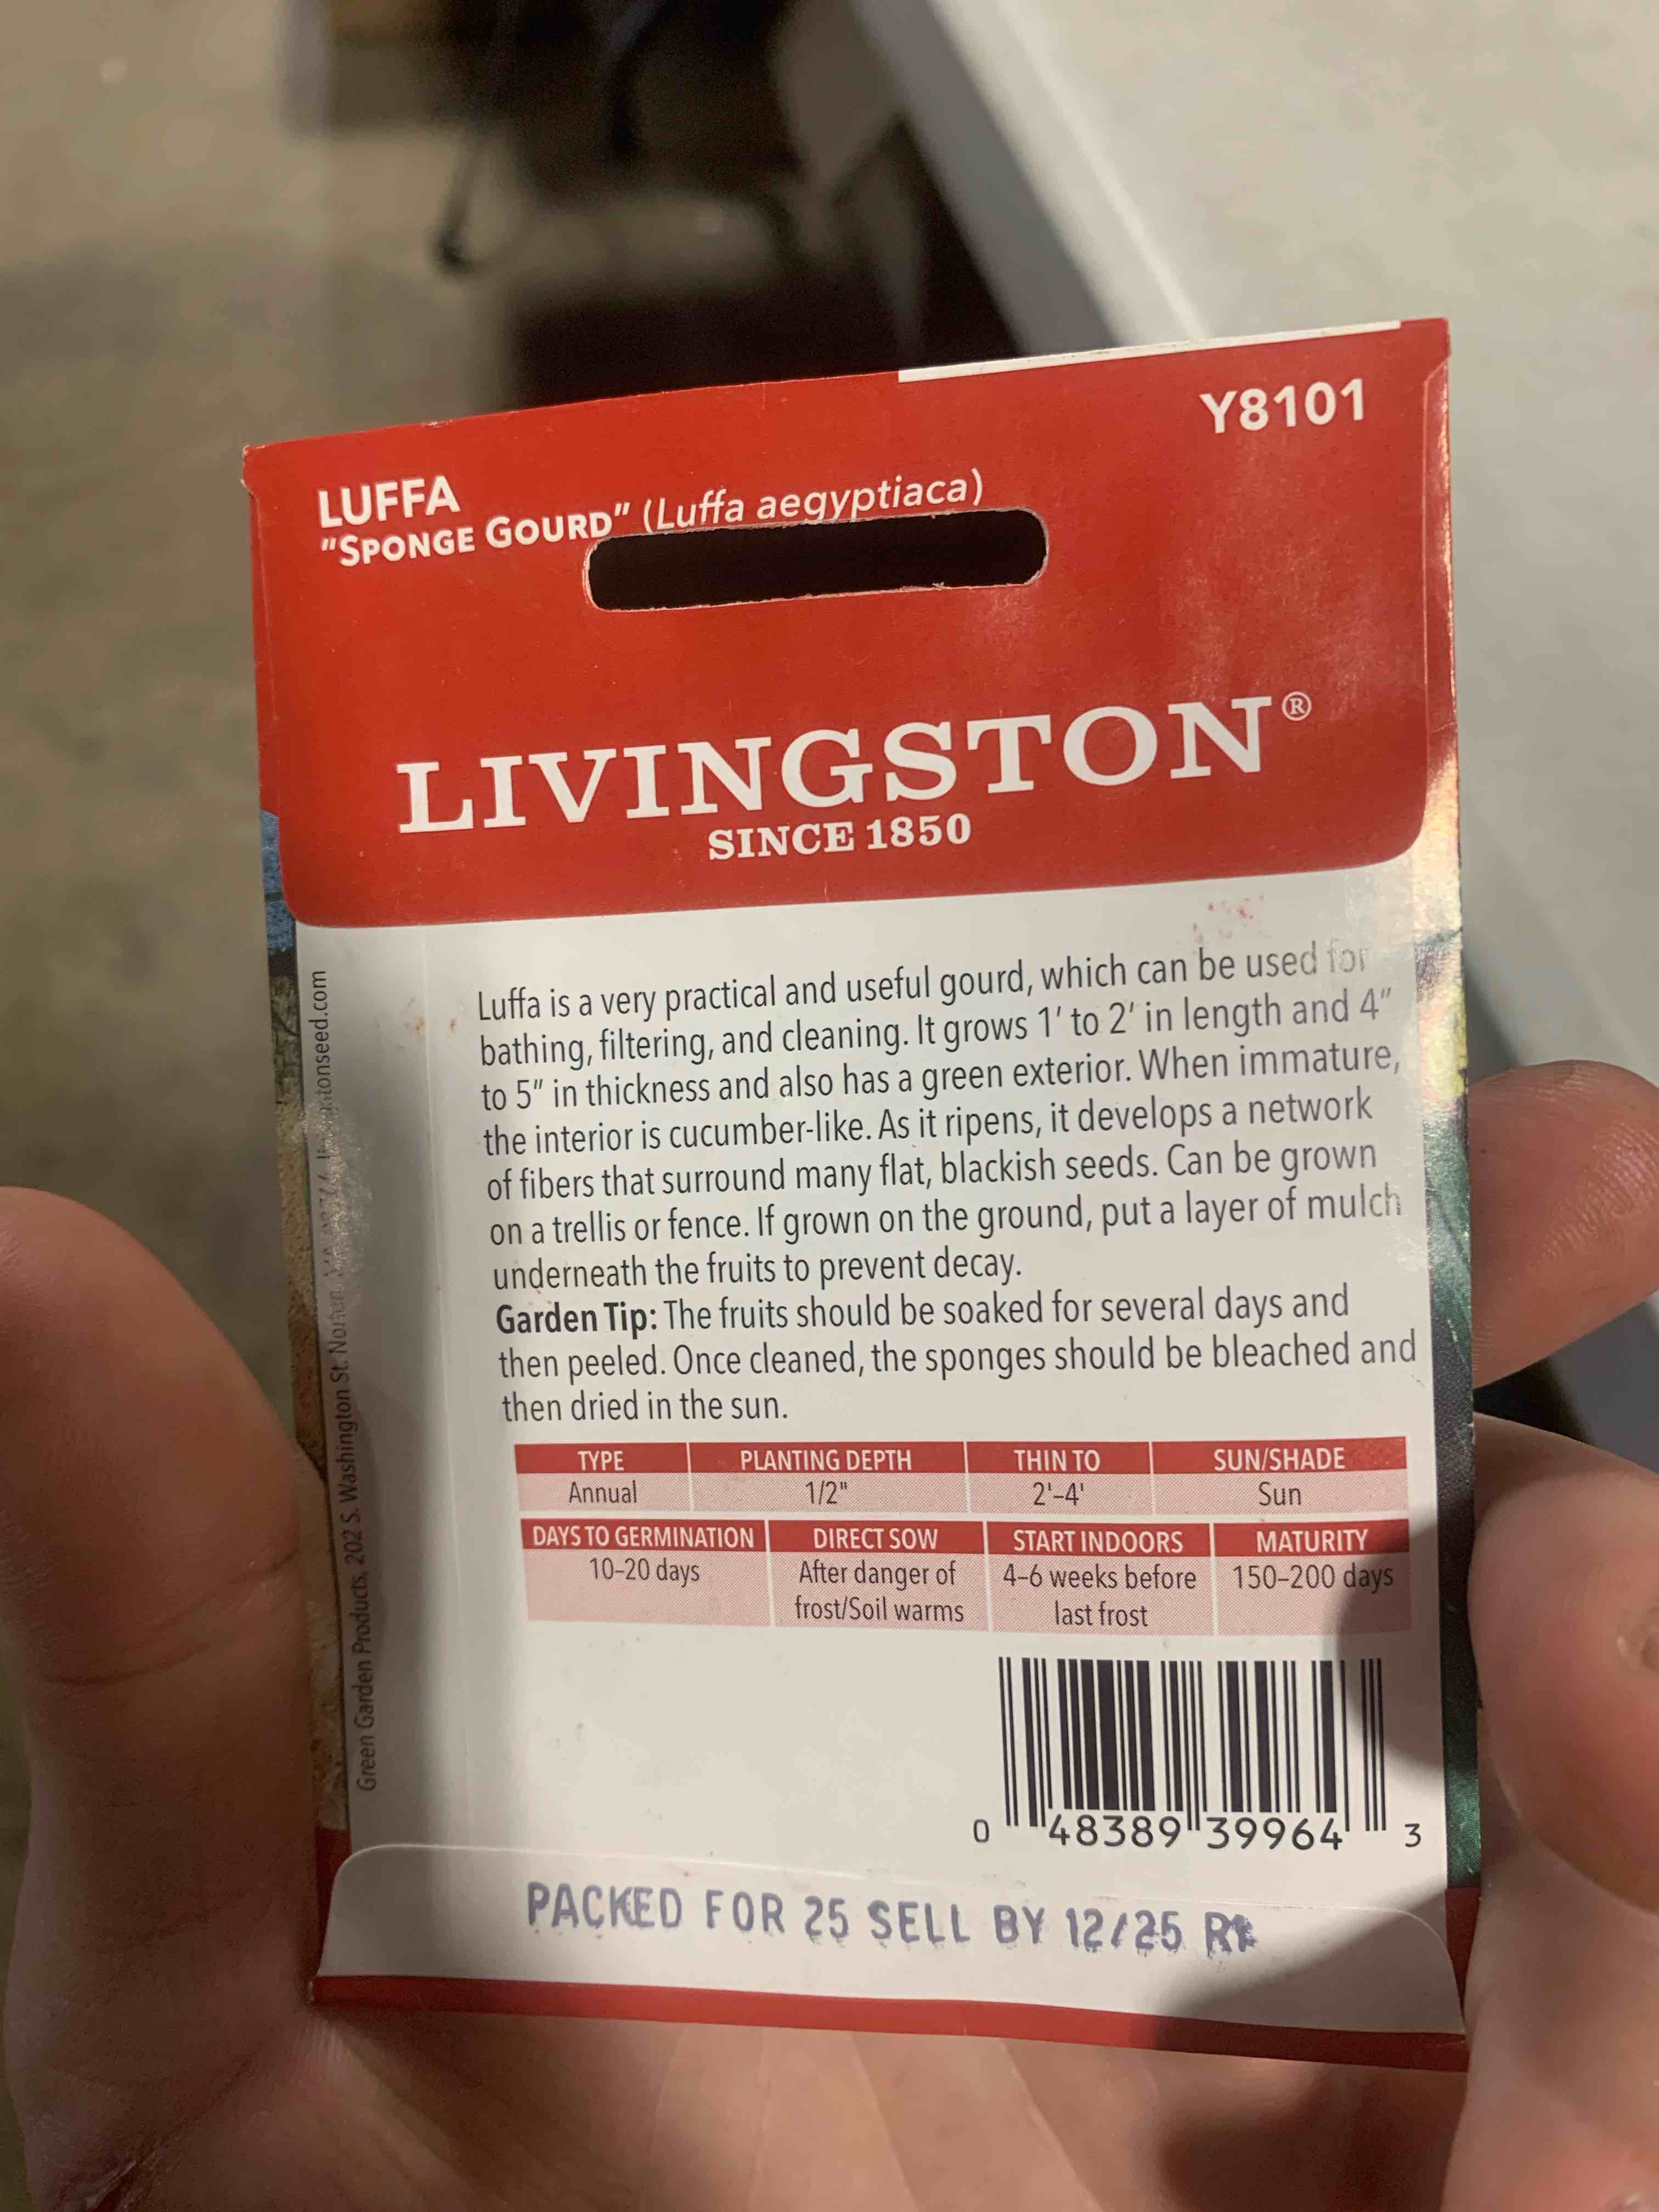 Y8101
LUFFA
"SPONGE GOURD" (Luffa aegyptiaca)
LIVINGSTON®
SINCE 1850
Luffa is a very practical and useful gourd, which can be used for
bathing, filtering, and cleaning. It grows 1' to 2' in length and 4"
to 5" in thickness and also has a green exterior. When immature,
the interior is cucumber-like. As it ripens, it develops a network
of fibers that surround many flat, blackish seeds. Can be grown
on a trellis or fence. If grown on the ground, put a layer of mulch
underneath the fruits to prevent decay.
Garden Tip: The fruits should be soaked for several days and
then peeled. Once cleaned, the sponges should be bleached and
then dried in the sun.
TYPE PLANTING DEPTH THIN TO SUN/SHADE
Annual 1/2" 2'–4' Sun
DAYS TO GERMINATION DIRECT SOW START INDOORS MATURITY
10–20 days After danger of 4–6 weeks before 150–200 days
frost/Soil warms last frost
0 48389 39964 3
PACKED FOR 25 SELL BY 12/25
Green Garden Products, 202 S. Washington St.